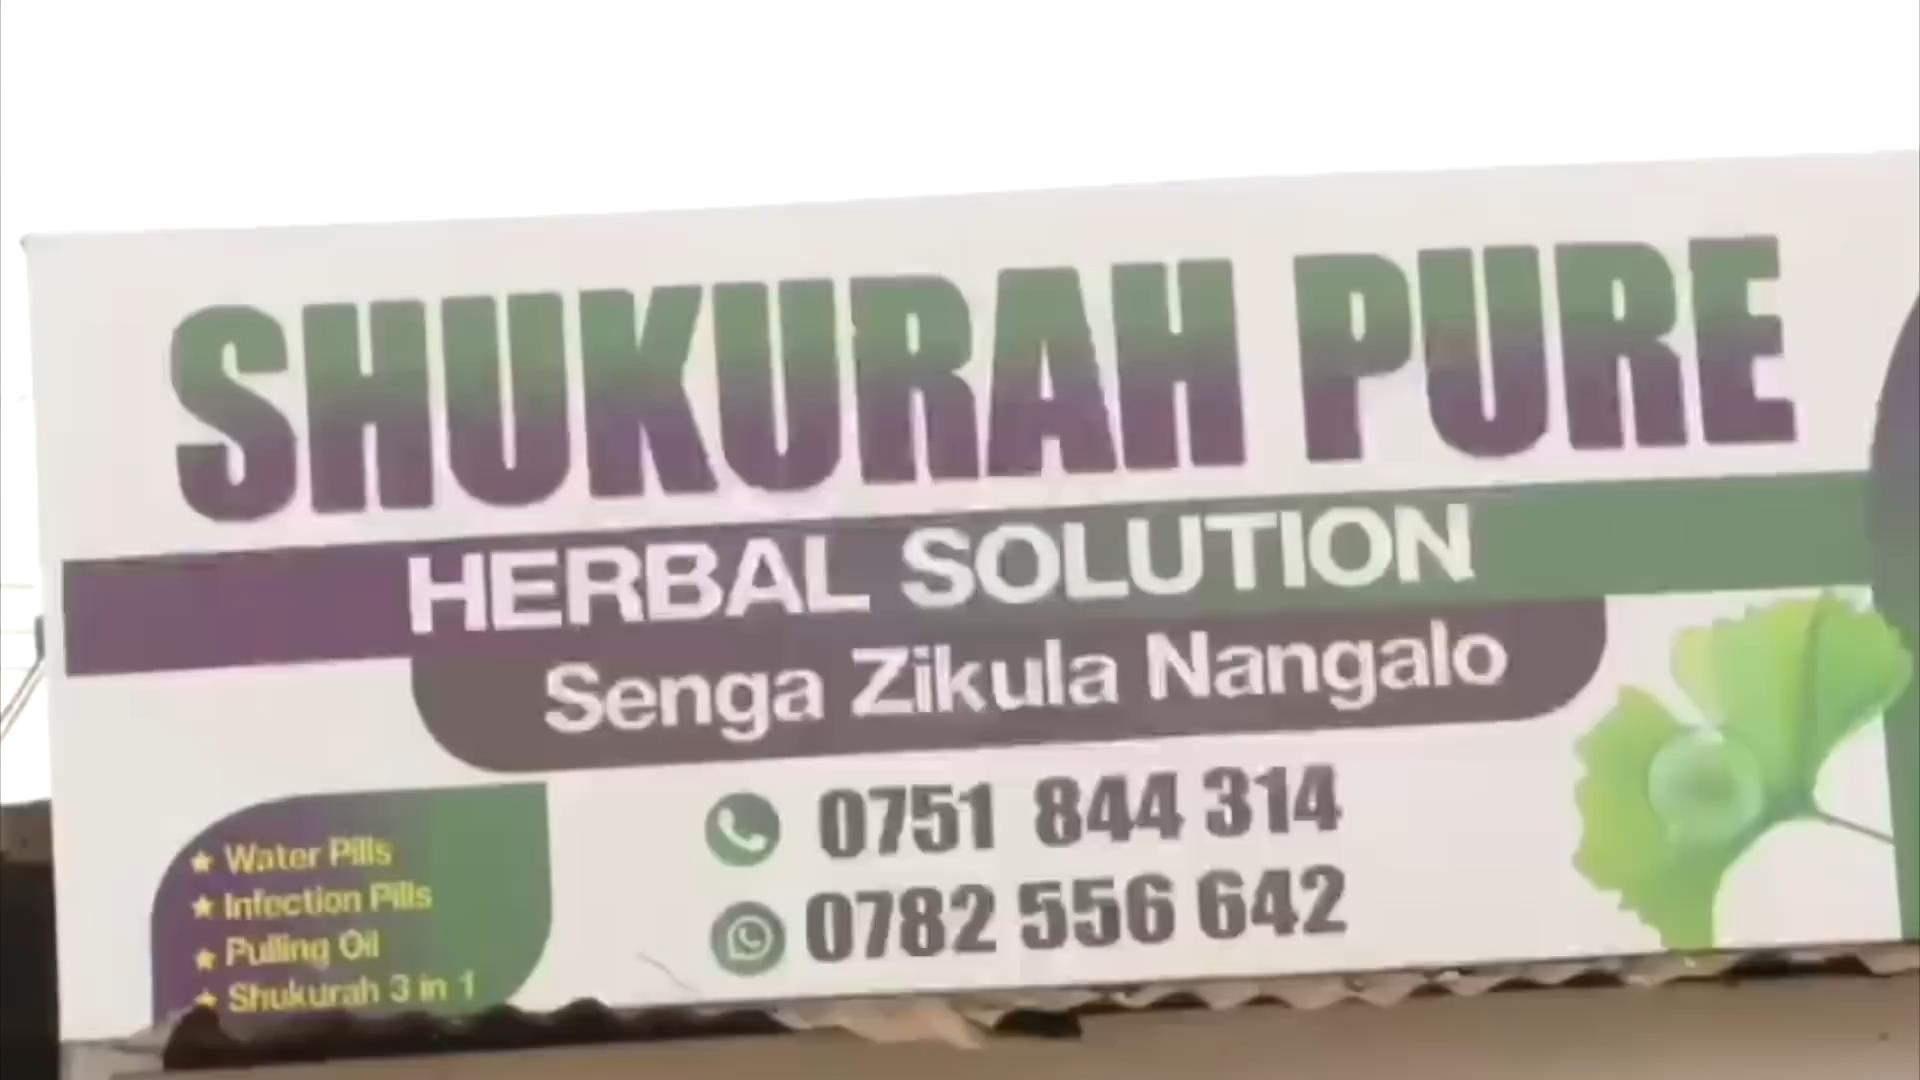 SHUKURAH PURE
HERBAL SOLUTION
Senga Zikula Nangalo
0751 844 314
0782 556 642
Water Pills
Infection Pills
Pulling Oil
Shukurah 3 in 1